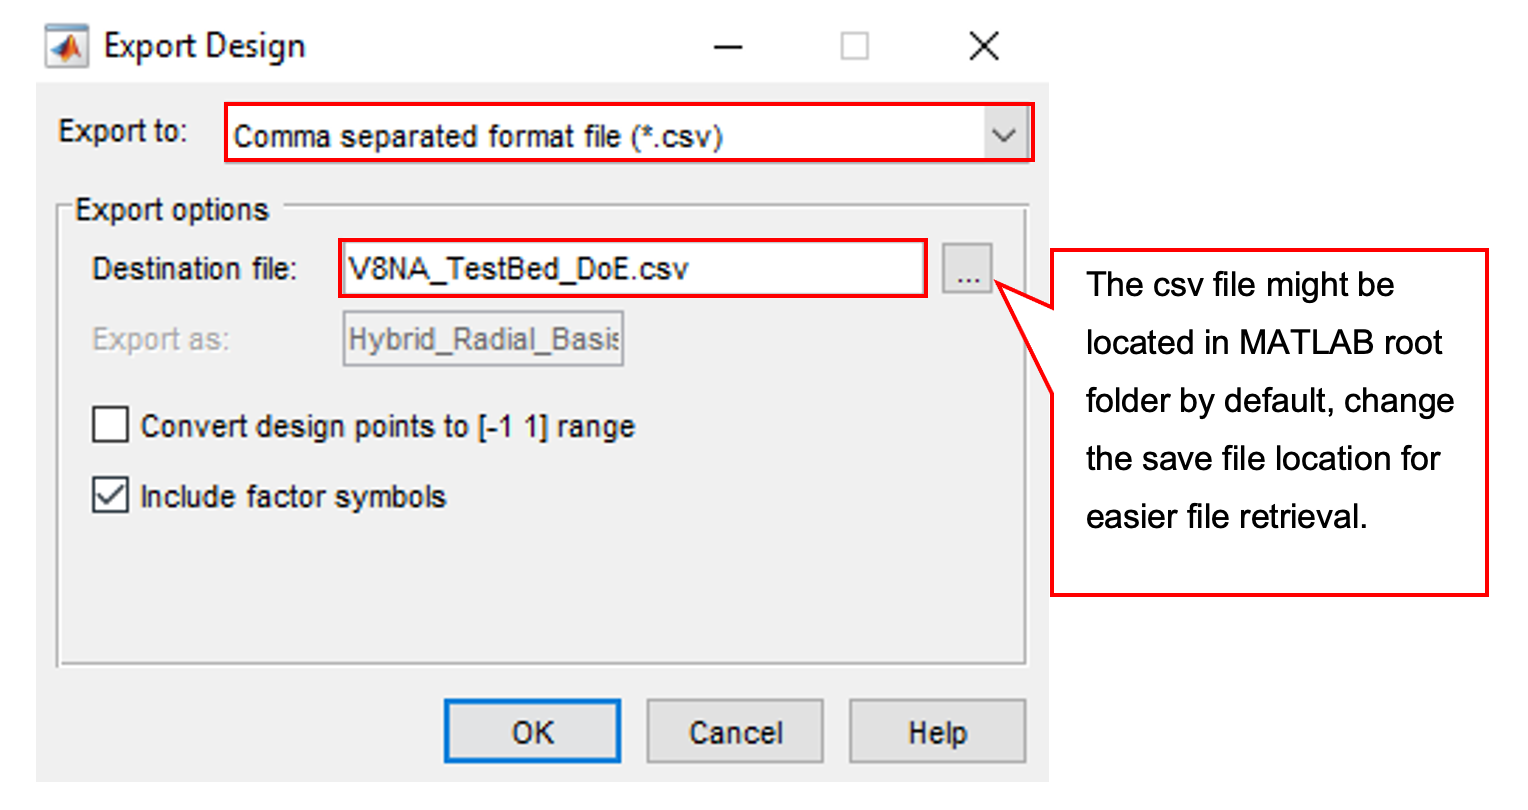 Export Design
Export to:
Comma separated format file (*.csv)
Export options
Destination file:
V8NA_TestBed_DoE.csv
...
Export as:
Hybrid_Radial_Basis
Convert design points to [-1 1] range
Include factor symbols
OK
Cancel
Help
The csv file might be
located in MATLAB root
folder by default, change
the save file location for
easier file retrieval.